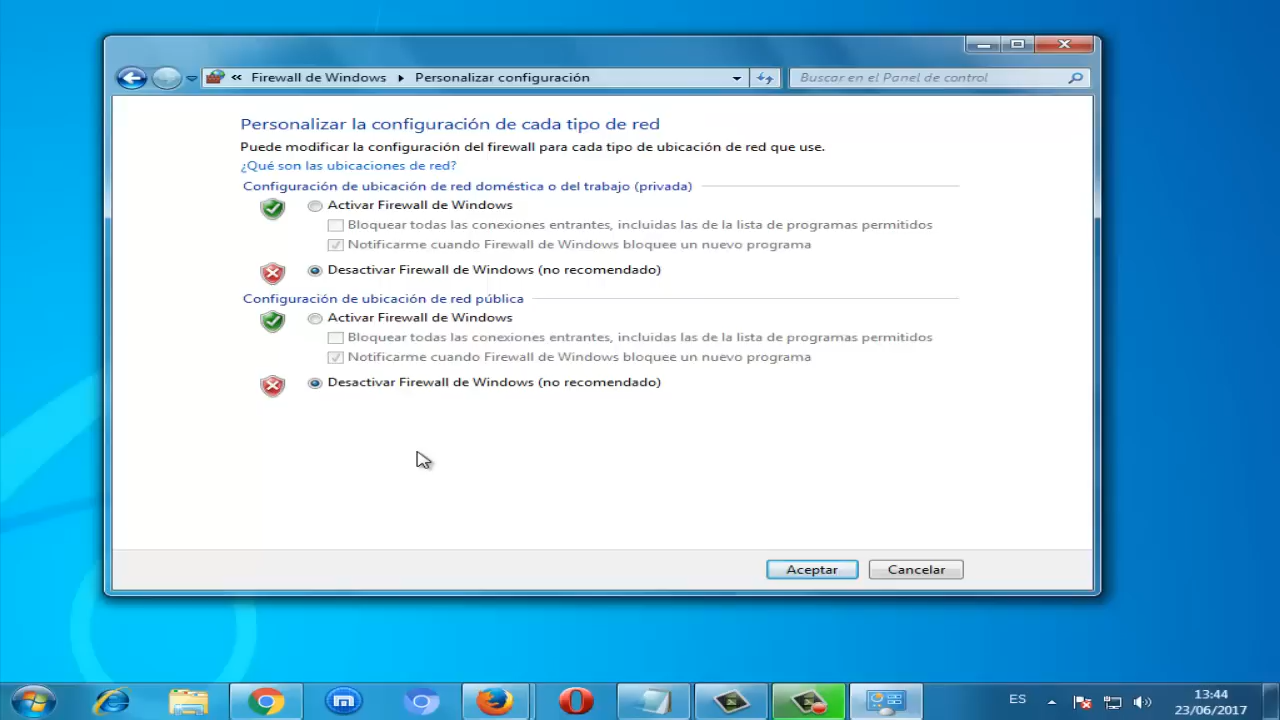 « Firewall de Windows ▸ Personalizar configuración
Buscar en el Panel de control
Personalizar la configuración de cada tipo de red
Puede modificar la configuración del firewall para cada tipo de ubicación de red que use.
¿Qué son las ubicaciones de red?
Configuración de ubicación de red doméstica o del trabajo (privada)
Activar Firewall de Windows
Bloquear todas las conexiones entrantes, incluidas las de la lista de programas permitidos
Notificarme cuando Firewall de Windows bloquee un nuevo programa
Desactivar Firewall de Windows (no recomendado)
Configuración de ubicación de red pública
Activar Firewall de Windows
Bloquear todas las conexiones entrantes, incluidas las de la lista de programas permitidos
Notificarme cuando Firewall de Windows bloquee un nuevo programa
Desactivar Firewall de Windows (no recomendado)
Aceptar
Cancelar
ES
13:44
23/06/2017